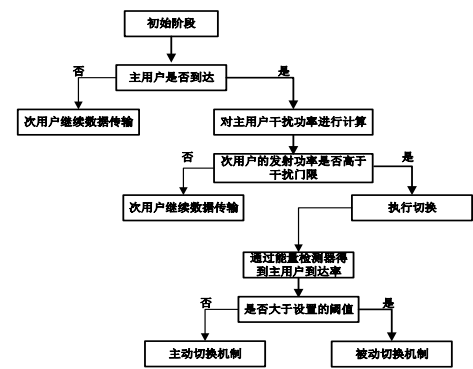 初始阶段
主用户是否到达
否
是
次用户继续数据传输
对主用户干扰功率进行计算
否
次用户的发射功率是否高于
干扰门限
是
次用户继续数据传输
执行切换
通过能量检测器得
到主用户到达率
否
是否大于设置的阈值
是
主动切换机制
被动切换机制